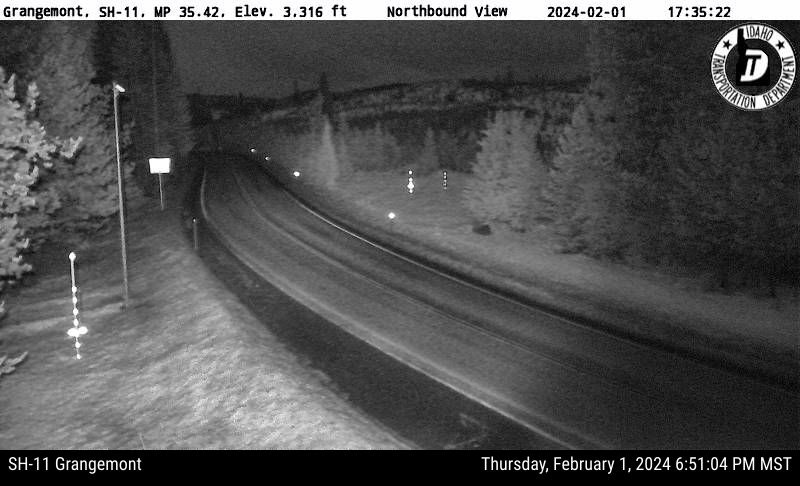 Grangemont, SH-11, MP 35.42, Elev. 3,316 ft Northbound View 2024-02-01 17:35:22
IDAHO
TRANSPORTATION DEPARTMENT
SH-11 Grangemont Thursday, February 1, 2024 6:51:04 PM MST